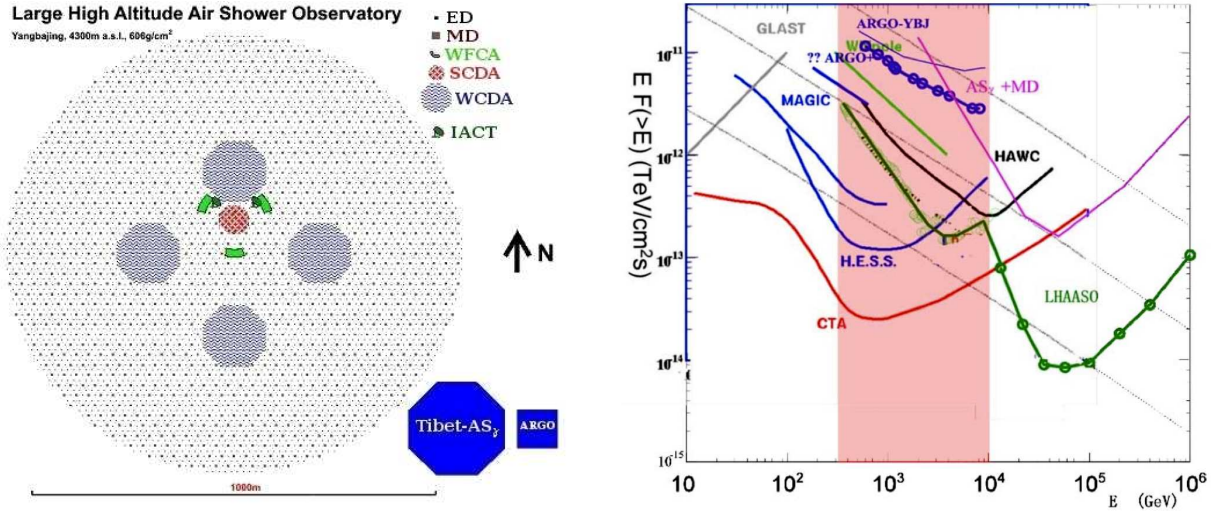 Large High Altitude Air Shower Observatory
Yangbajing, 4300m a.s.l., 606g/cm²
ED
MD
WFCA
SCDA
WCDA
IACT
N
Tibet-ASγ
ARGO
1000m
E F(>E) (TeV/cm²s)
10⁻¹¹
10⁻¹²
10⁻¹³
10⁻¹⁴
10⁻¹⁵
GLAST
ARGO-YBJ
Whipple
?? ARGO+
MAGIC
ASγ +MD
HAWC
H.E.S.S.
CTA
LHAASO
10 10² 10³ 10⁴ 10⁵ 10⁶
E (GeV)